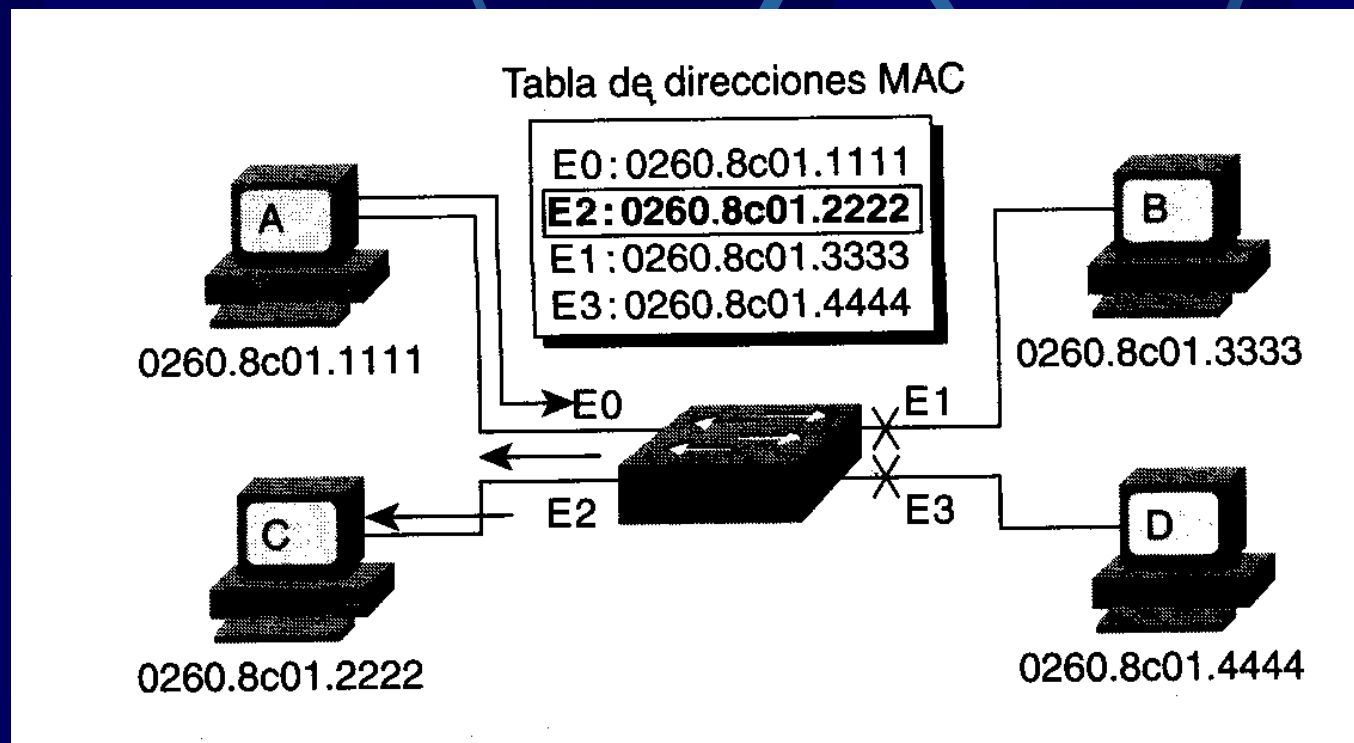 Tabla de direcciones MAC
E0:0260.8c01.1111
E2:0260.8c01.2222
E1:0260.8c01.3333
E3:0260.8c01.4444
A
B
0260.8c01.1111
0260.8c01.3333
E0
E1
E2
E3
C
D
0260.8c01.2222
0260.8c01.4444